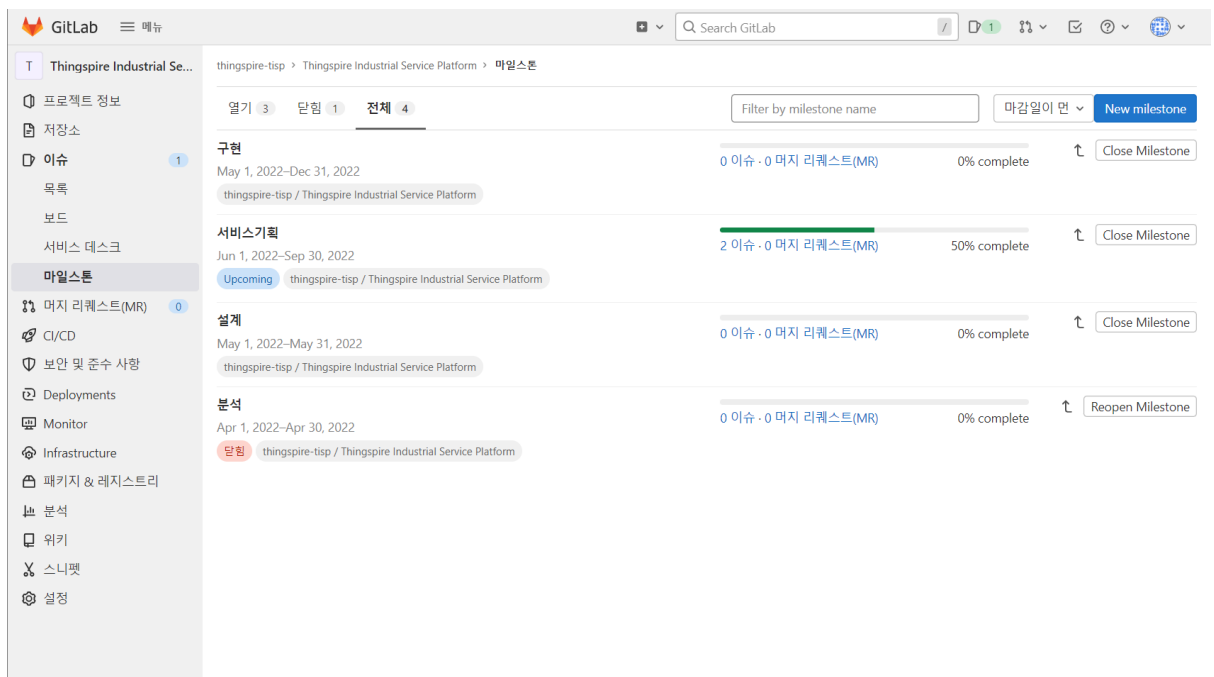 GitLab 메뉴 Search GitLab / 1
T Thingspire Industrial Se...
프로젝트 정보
저장소
이슈 1
목록
보드
서비스 데스크
마일스톤
머지 리퀘스트(MR) 0
CI/CD
보안 및 준수 사항
Deployments
Monitor
Infrastructure
패키지 & 레지스트리
분석
위키
스니펫
설정
thingspire-tisp > Thingspire Industrial Service Platform > 마일스톤
열기 3 닫힘 1 전체 4 Filter by milestone name 마감일이 먼 New milestone
구현
May 1, 2022–Dec 31, 2022
thingspire-tisp / Thingspire Industrial Service Platform
0 이슈 · 0 머지 리퀘스트(MR) 0% complete
Close Milestone
서비스기획
Jun 1, 2022–Sep 30, 2022
Upcoming thingspire-tisp / Thingspire Industrial Service Platform
2 이슈 · 0 머지 리퀘스트(MR) 50% complete
Close Milestone
설계
May 1, 2022–May 31, 2022
thingspire-tisp / Thingspire Industrial Service Platform
0 이슈 · 0 머지 리퀘스트(MR) 0% complete
Close Milestone
분석
Apr 1, 2022–Apr 30, 2022
닫힘 thingspire-tisp / Thingspire Industrial Service Platform
0 이슈 · 0 머지 리퀘스트(MR) 0% complete
Reopen Milestone